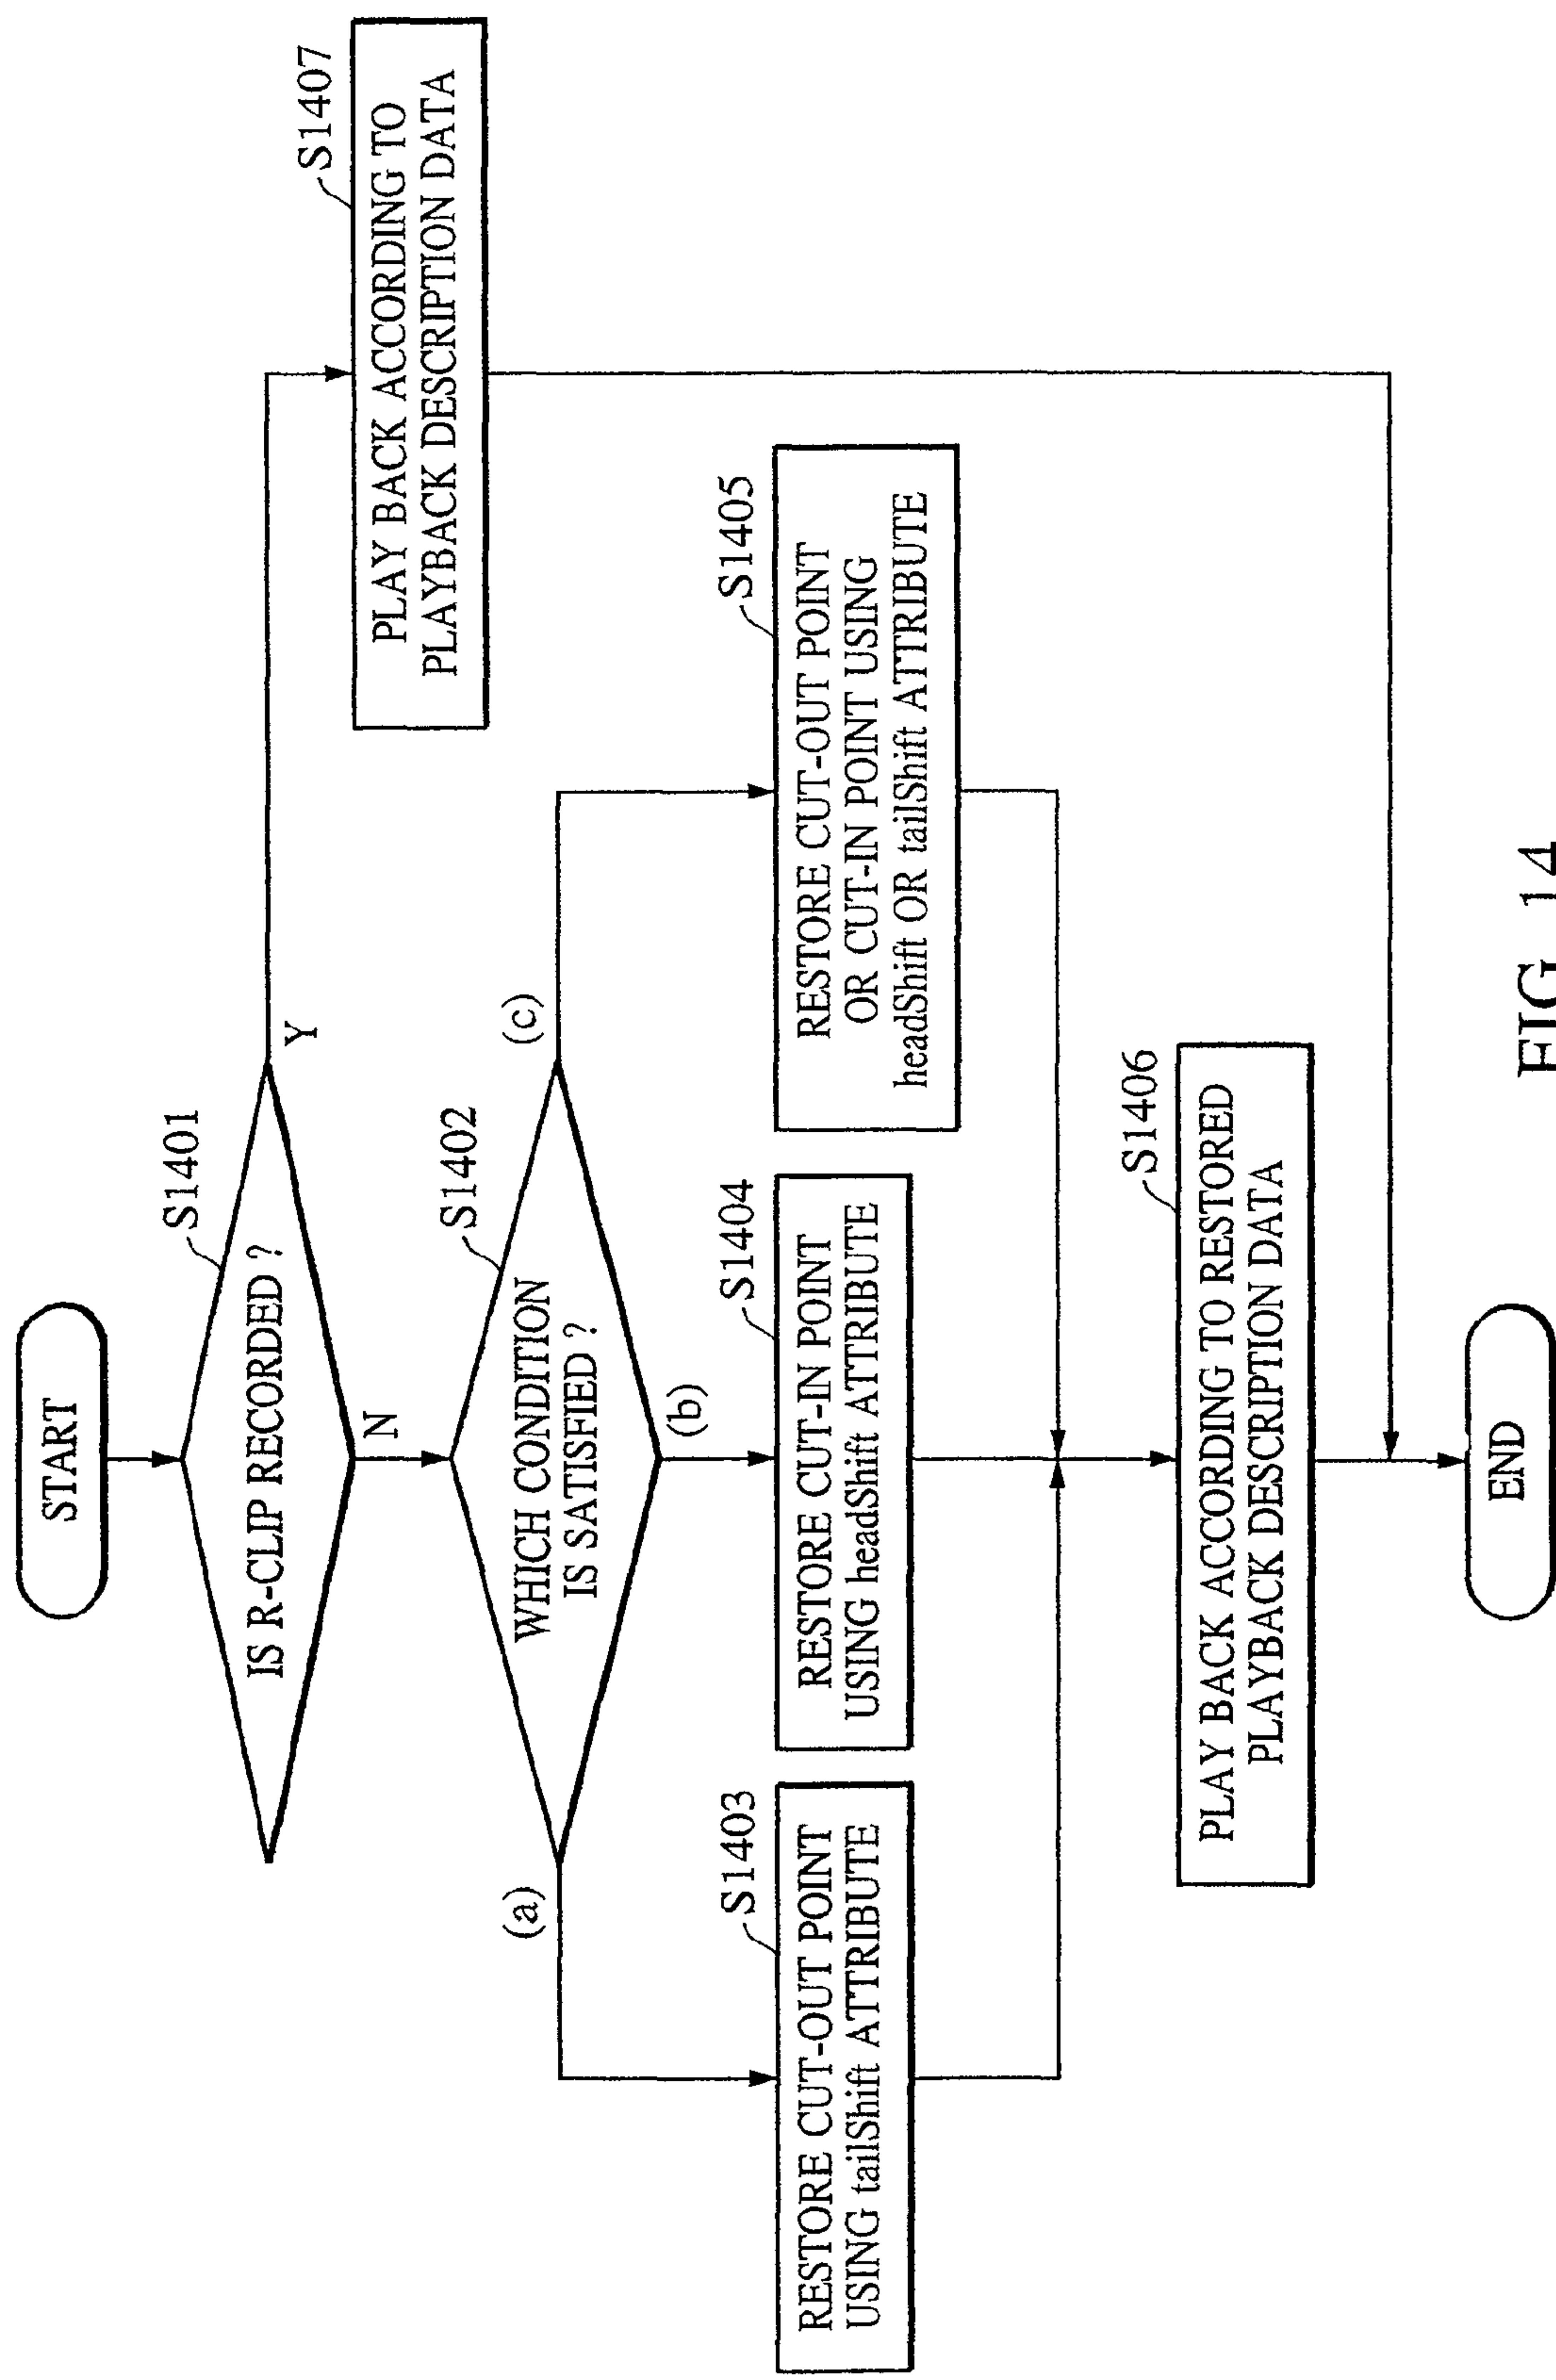 START
S1401
IS R-CLIP RECORDED ?
Y
N
S1407
PLAY BACK ACCORDING TO
PLAYBACK DESCRIPTION DATA
S1402
WHICH CONDITION
IS SATISFIED ?
(a)
(b)
(c)
S1403
RESTORE CUT-OUT POINT
USING tailShift ATTRIBUTE
S1404
RESTORE CUT-IN POINT
USING headShift ATTRIBUTE
S1405
RESTORE CUT-OUT POINT
OR CUT-IN POINT USING
headShift OR tailShift ATTRIBUTE
S1406
PLAY BACK ACCORDING TO RESTORED
PLAYBACK DESCRIPTION DATA
END
FIG. 14